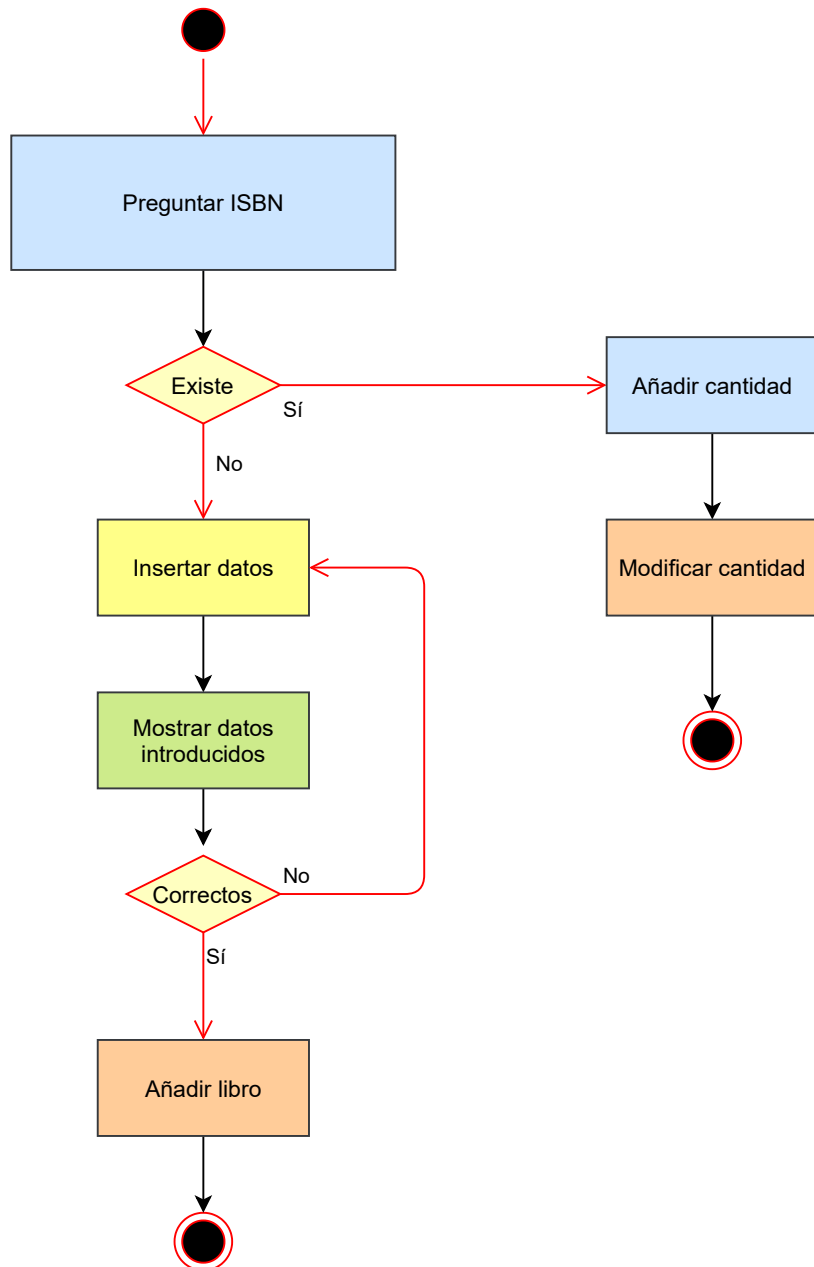 Preguntar ISBN
Existe
Sí
Añadir cantidad
No
Insertar datos
Modificar cantidad
Mostrar datos
introducidos
No
Correctos
Sí
Añadir libro